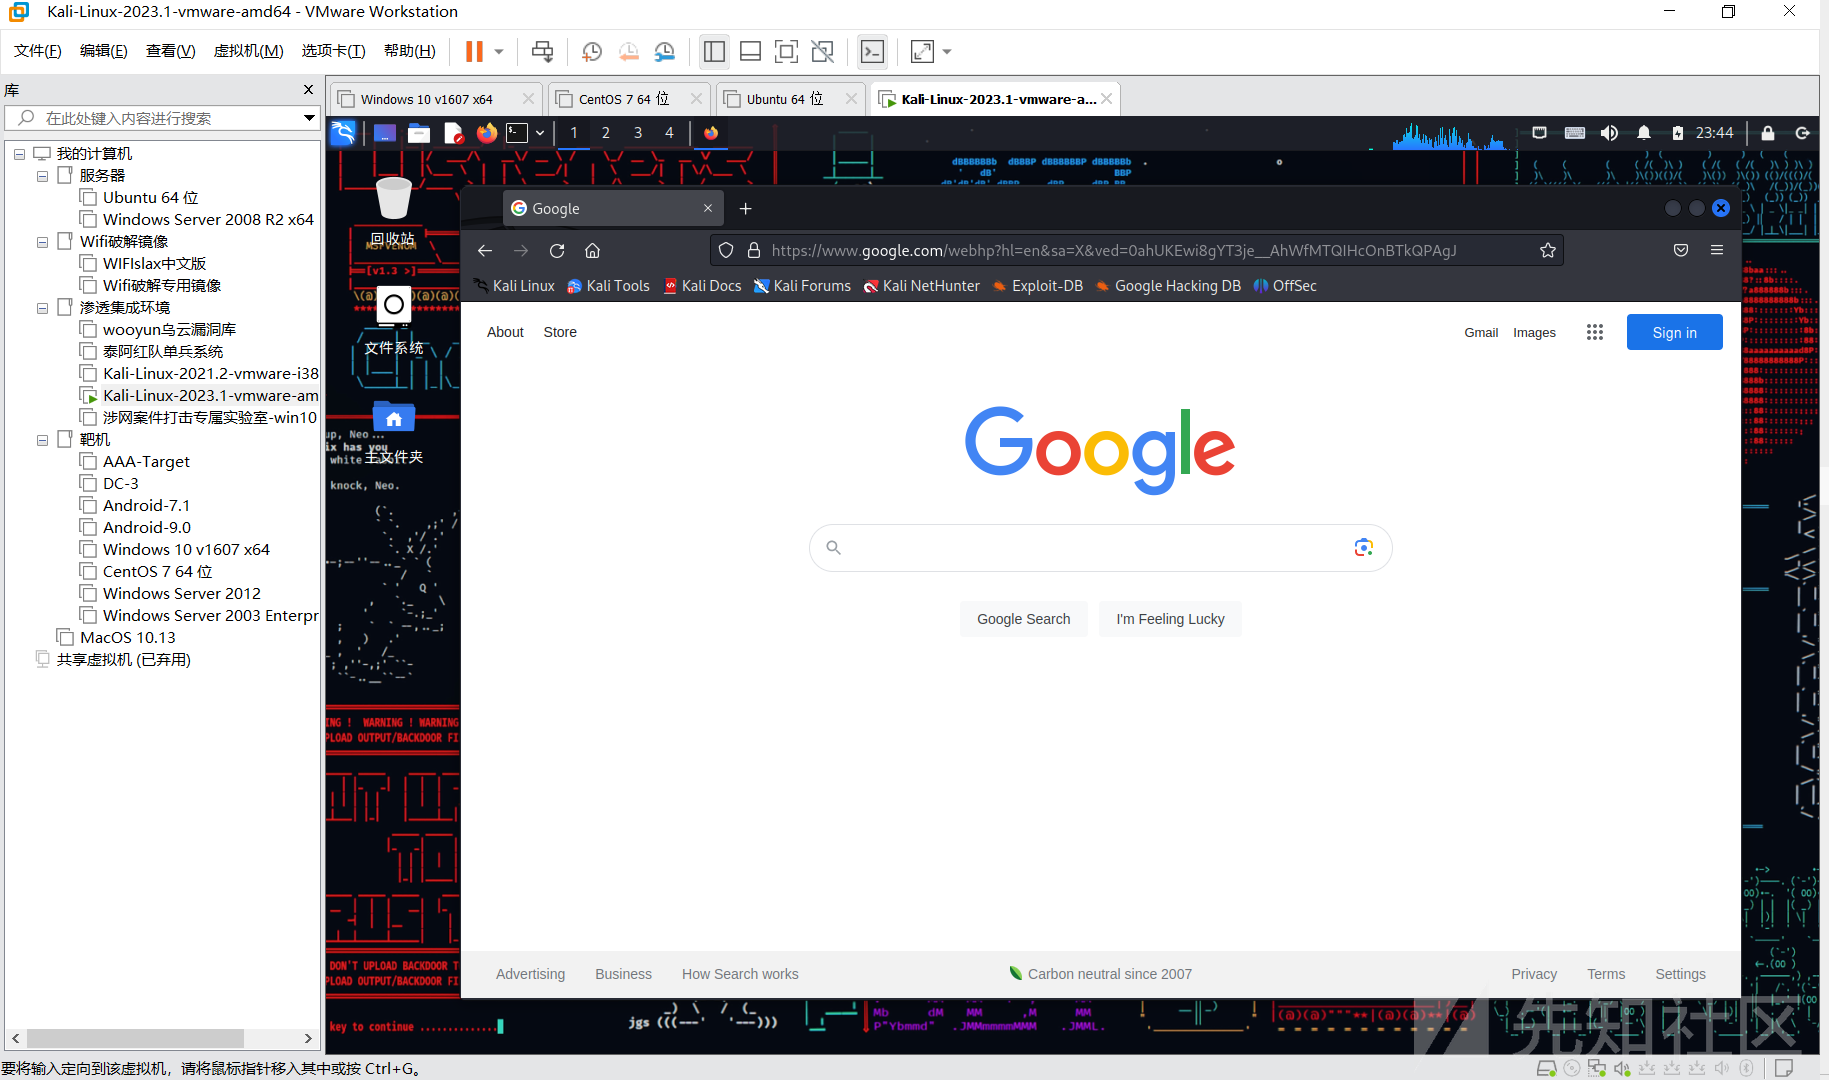 Kali-Linux-2023.1-vmware-amd64 - VMware Workstation
文件(F) 编辑(E) 查看(V) 虚拟机(M) 选项卡(T) 帮助(H)
库
在此处键入内容进行搜索
我的计算机
服务器
Ubuntu 64 位
Windows Server 2008 R2 x64
Wifi破解镜像
WIFIslax中文版
Wifi破解专用镜像
渗透集成环境
wooyun乌云漏洞库
泰阿红队单兵系统
Kali-Linux-2021.2-vmware-i38
Kali-Linux-2023.1-vmware-am
涉网案件打击专属实验室-win10
靶机
AAA-Target
DC-3
Android-7.1
Android-9.0
Windows 10 v1607 x64
CentOS 7 64 位
Windows Server 2012
Windows Server 2003 Enterpr
MacOS 10.13
共享虚拟机 (已弃用)
Windows 10 v1607 x64
CentOS 7 64 位
Ubuntu 64 位
Kali-Linux-2023.1-vmware-a...
1 2 3 4
23:44
回收站
MSFVENOM
[v1.3 >]
文件系统
主文件夹
up, Neo...
ix has you
white
knock, Neo.
ING ! WARNING ! WARNING
PLOAD OUTPUT/BACKDOOR FI
DON'T UPLOAD BACKDOOR T
PLOAD OUTPUT/BACKDOOR FI
key to continue ..............
jgs
Google
https://www.google.com/webhp?hl=en&sa=X&ved=0ahUKEwi8gYT3je__AhWfMTQIHcOnBTkQPAgJ
Kali Linux Kali Tools Kali Docs Kali Forums Kali NetHunter Exploit-DB Google Hacking DB OffSec
About Store Gmail Images Sign in
Google
Google Search I'm Feeling Lucky
Advertising Business How Search works Carbon neutral since 2007 Privacy Terms Settings
先知社区
要将输入定向到该虚拟机，请将鼠标指针移入其中或按 Ctrl+G。